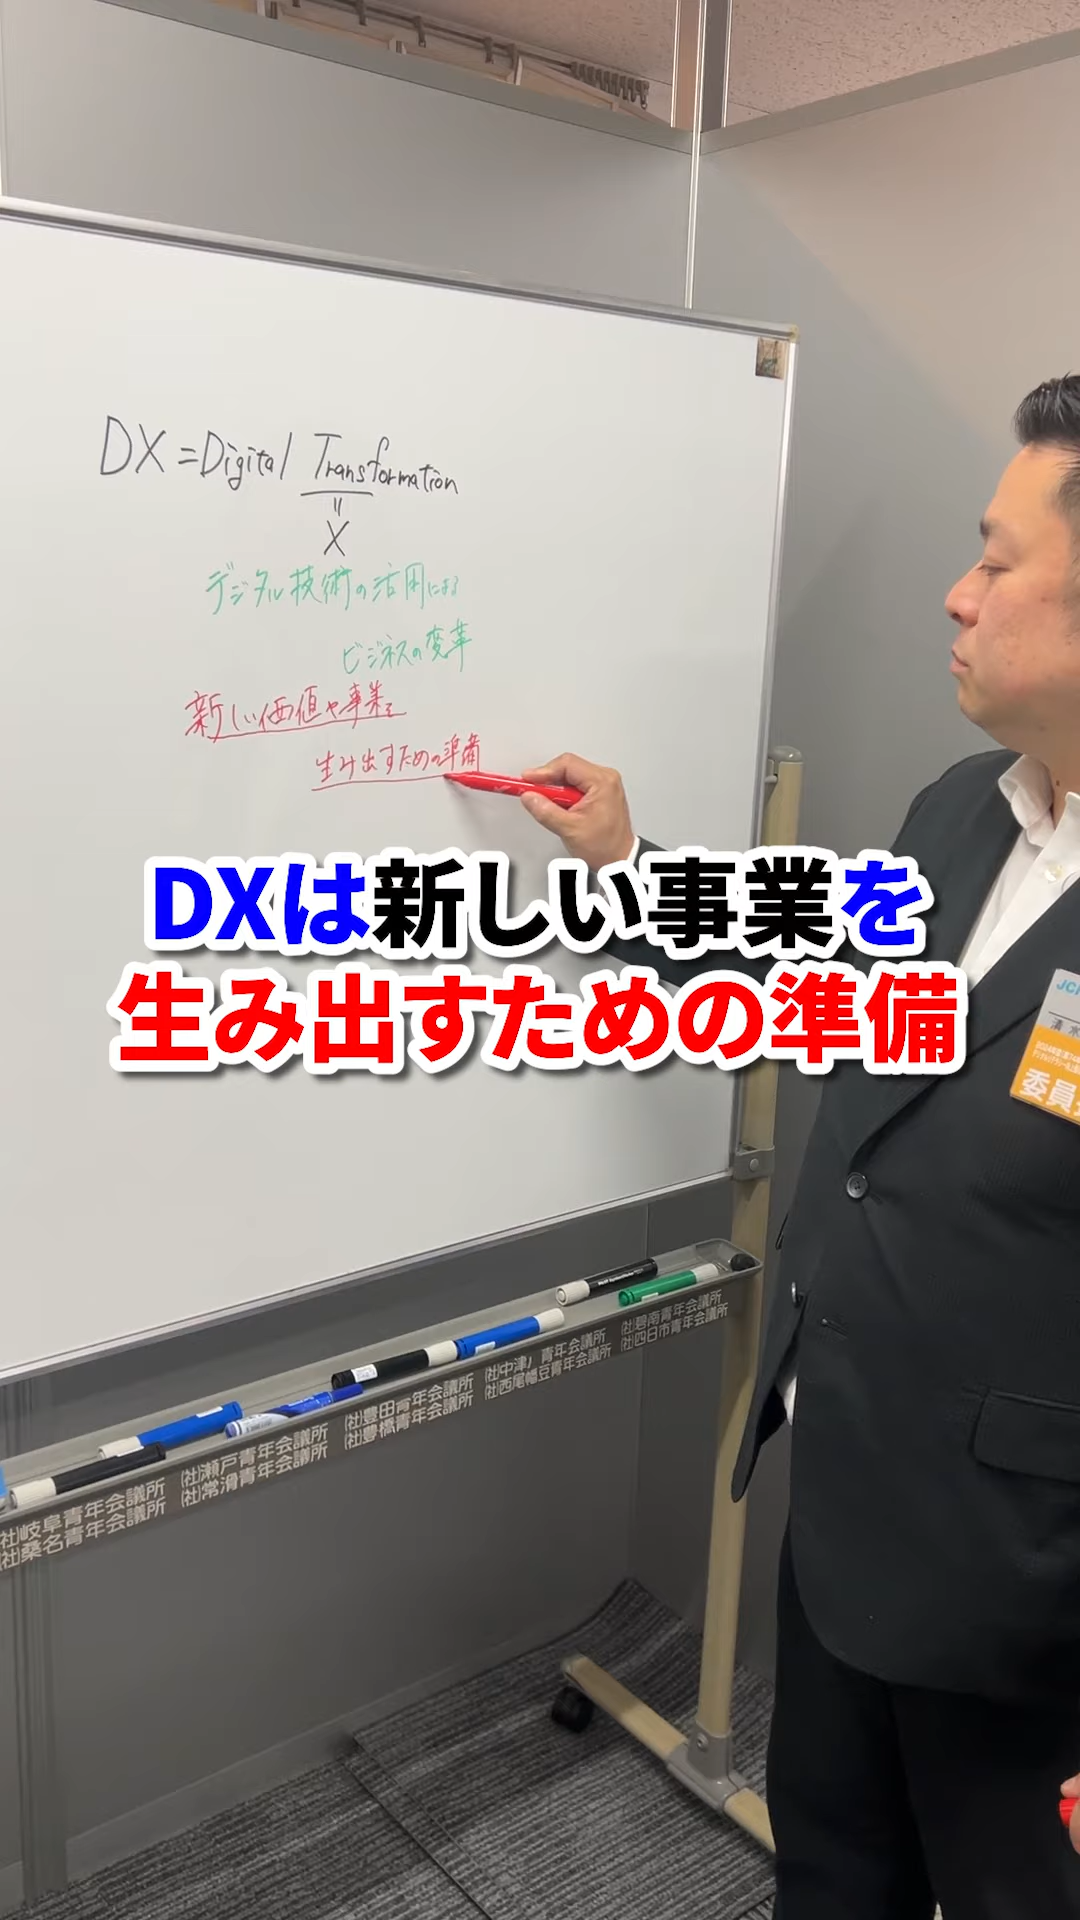 DX=Digital Transformation
〃
X
デジタル技術の活用による
ビジネスの変革
新しい価値や事業を
生み出すための準備
DXは新しい事業を
生み出すための準備
JCI
清水
委員
㈳碧南青年会議所
㈳四日市青年会議所
㈳中津川青年会議所
㈳西尾幡豆青年会議所
㈳豊田青年会議所
㈳豊橋青年会議所
㈳瀬戸青年会議所
㈳常滑青年会議所
社)岐阜青年会議所
社)桑名青年会議所